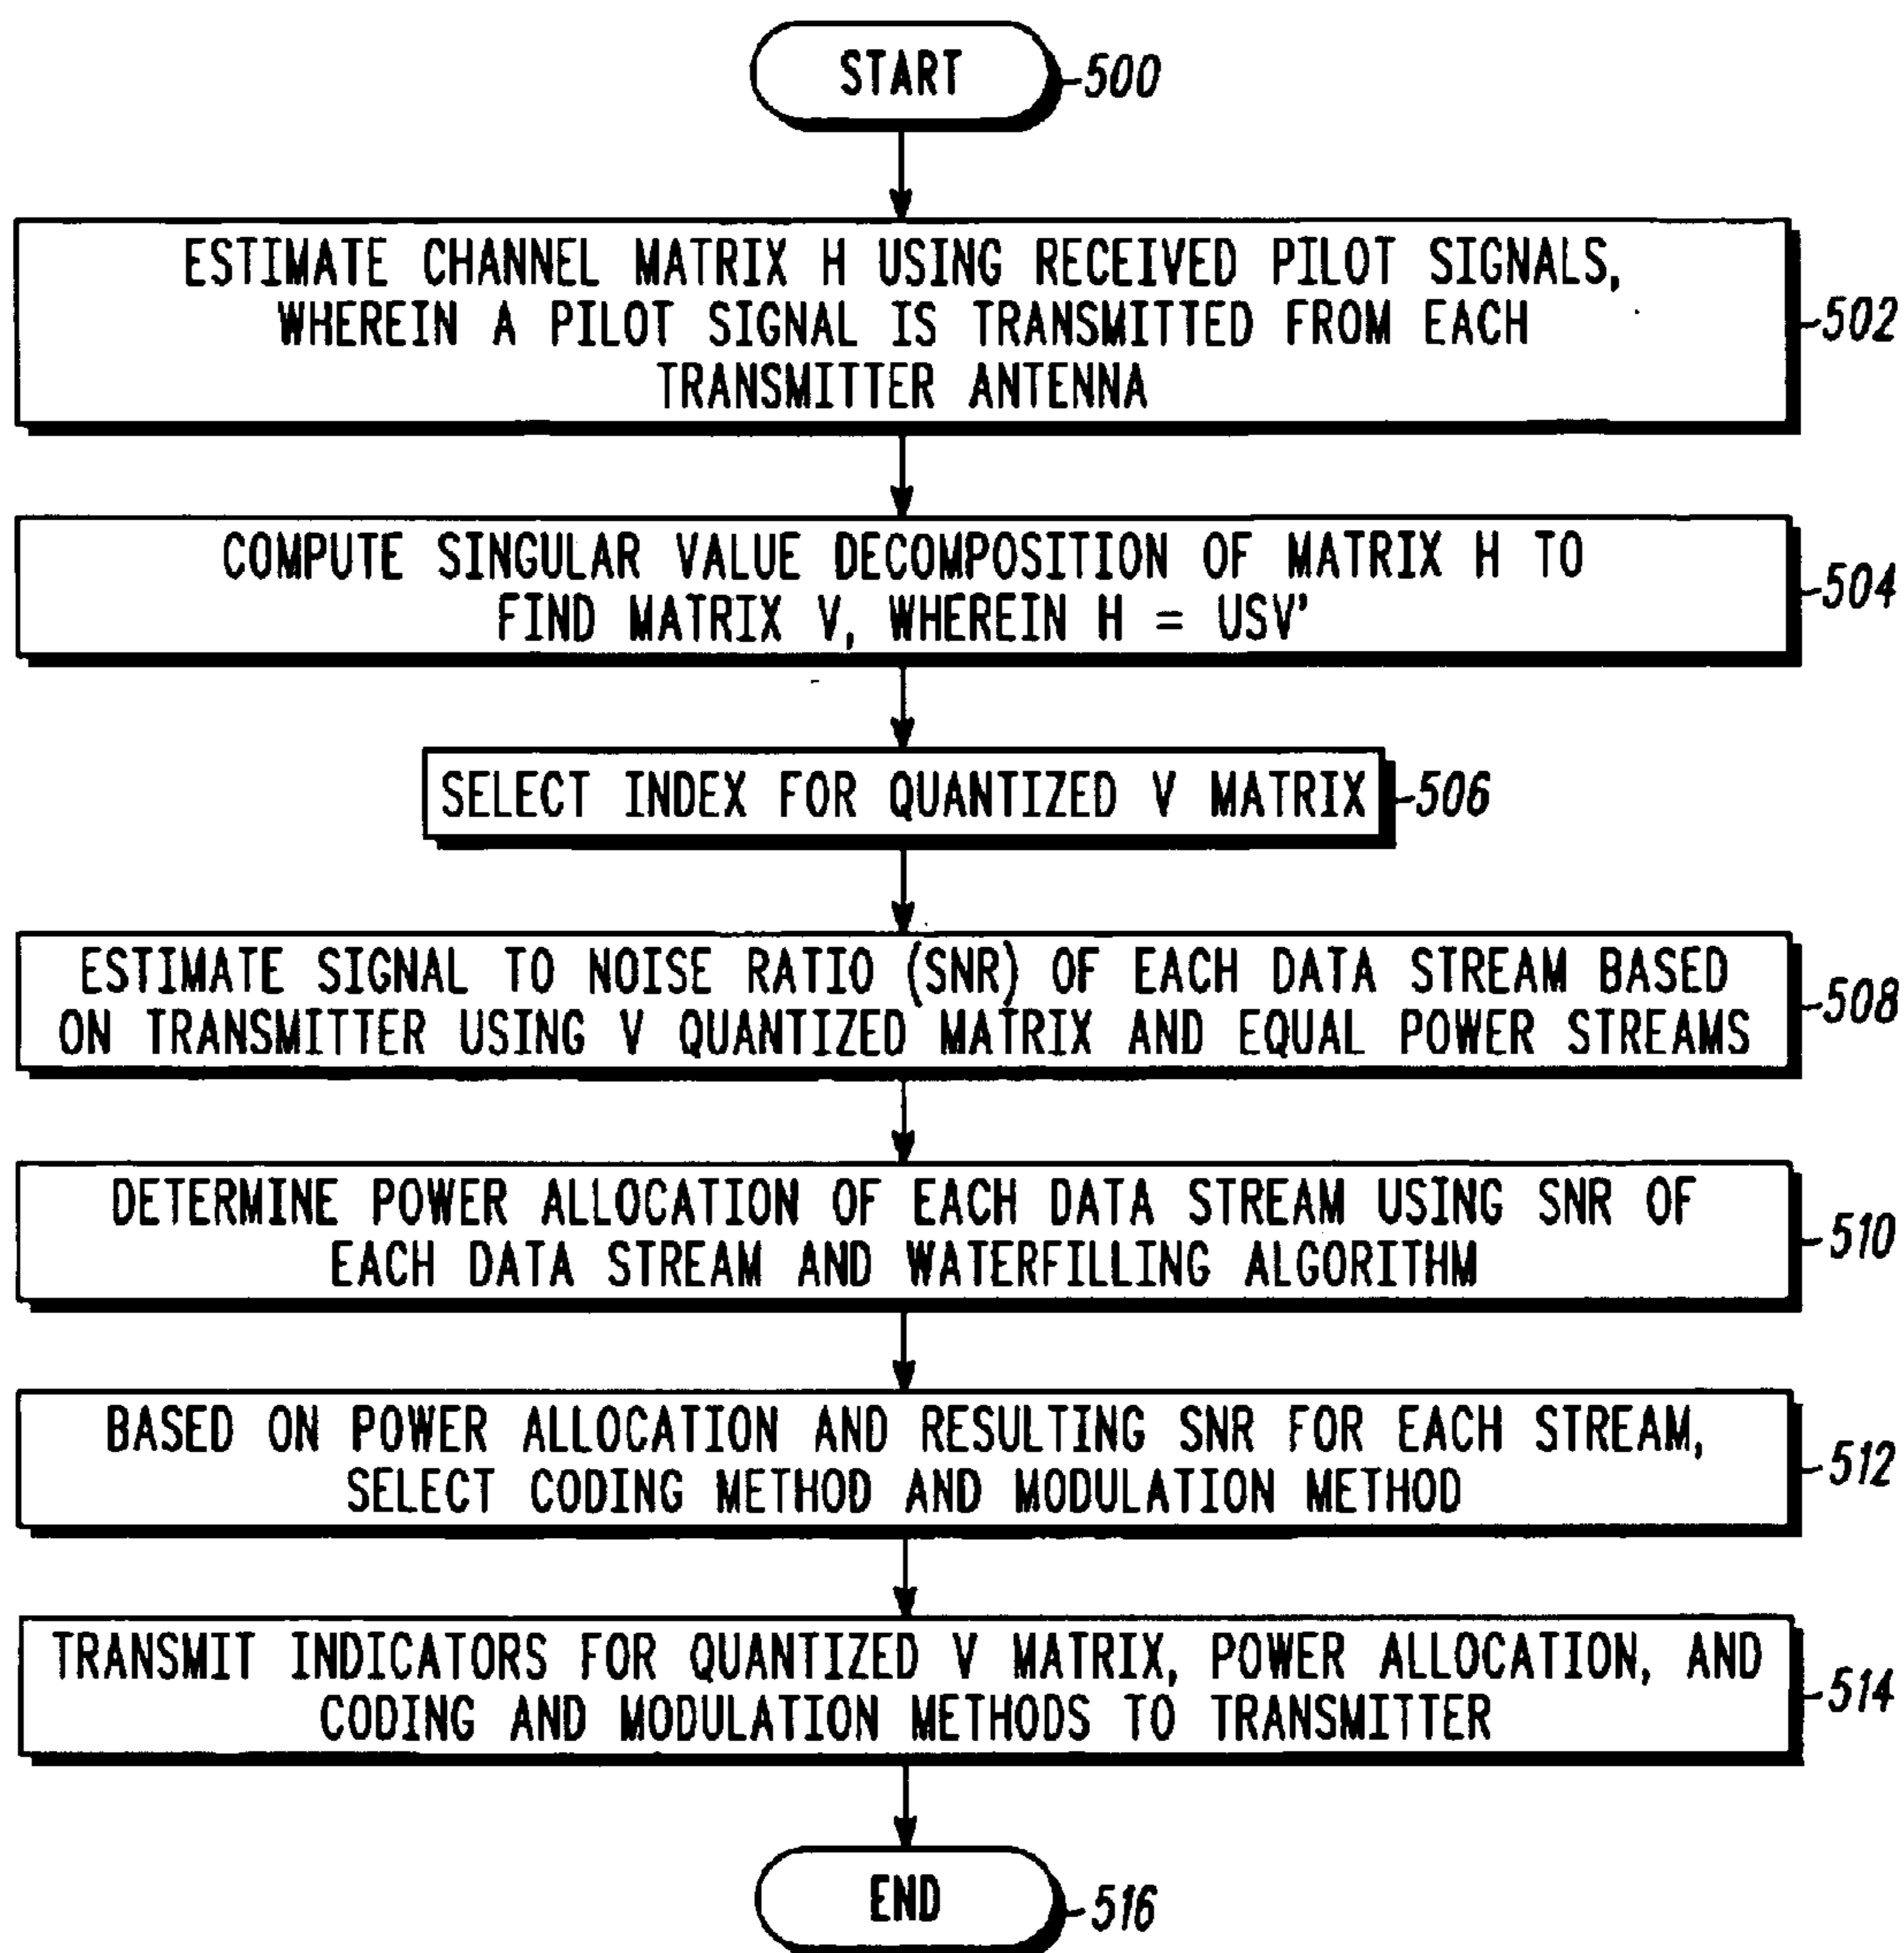 START
500
ESTIMATE CHANNEL MATRIX H USING RECEIVED PILOT SIGNALS,
WHEREIN A PILOT SIGNAL IS TRANSMITTED FROM EACH
TRANSMITTER ANTENNA
502
COMPUTE SINGULAR VALUE DECOMPOSITION OF MATRIX H TO
FIND MATRIX V, WHEREIN H = USV'
504
SELECT INDEX FOR QUANTIZED V MATRIX
506
ESTIMATE SIGNAL TO NOISE RATIO (SNR) OF EACH DATA STREAM BASED
ON TRANSMITTER USING V QUANTIZED MATRIX AND EQUAL POWER STREAMS
508
DETERMINE POWER ALLOCATION OF EACH DATA STREAM USING SNR OF
EACH DATA STREAM AND WATERFILLING ALGORITHM
510
BASED ON POWER ALLOCATION AND RESULTING SNR FOR EACH STREAM,
SELECT CODING METHOD AND MODULATION METHOD
512
TRANSMIT INDICATORS FOR QUANTIZED V MATRIX, POWER ALLOCATION, AND
CODING AND MODULATION METHODS TO TRANSMITTER
514
END
516